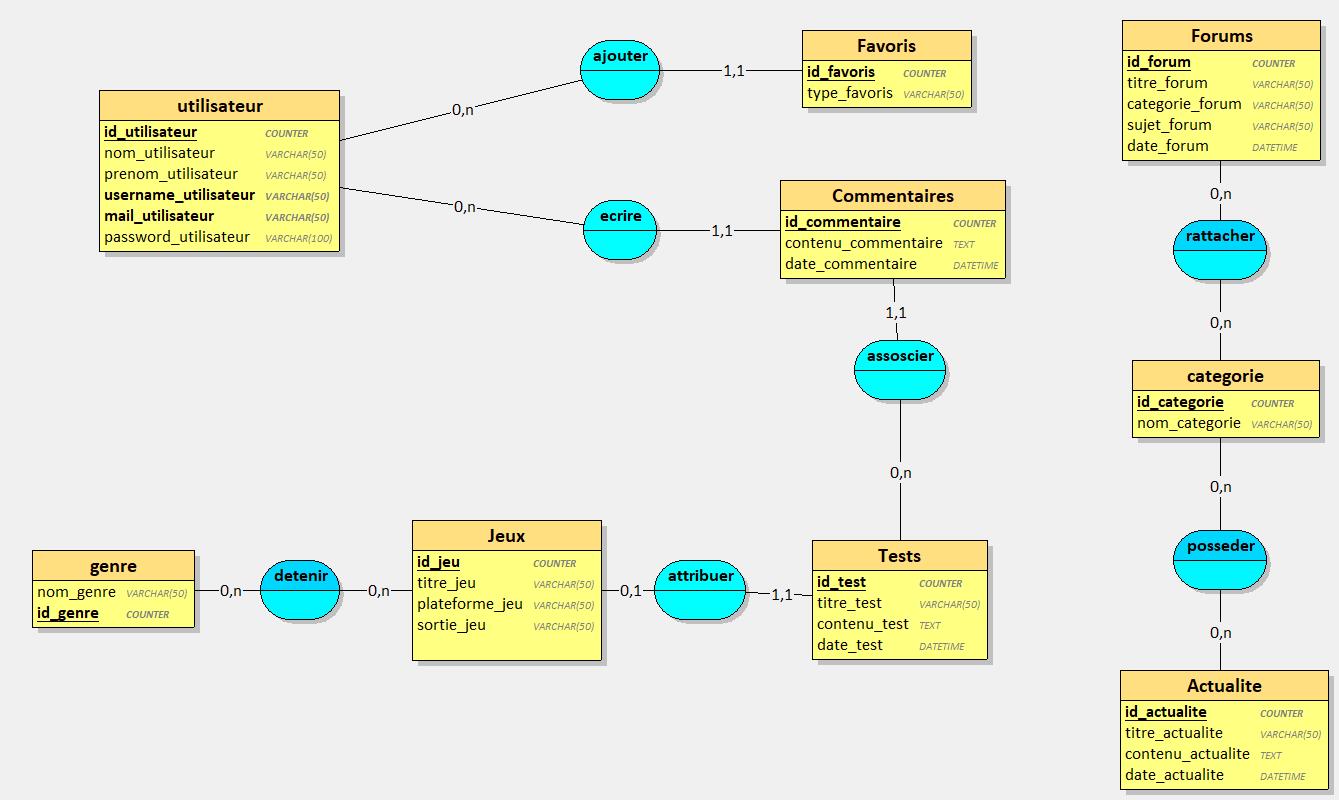 utilisateur
id_utilisateur COUNTER
nom_utilisateur VARCHAR(50)
prenom_utilisateur VARCHAR(50)
username_utilisateur VARCHAR(50)
mail_utilisateur VARCHAR(50)
password_utilisateur VARCHAR(100)
0,n
ajouter
1,1
Favoris
id_favoris COUNTER
type_favoris VARCHAR(50)
0,n
ecrire
1,1
Commentaires
id_commentaire COUNTER
contenu_commentaire TEXT
date_commentaire DATETIME
1,1
assoscier
0,n
genre
nom_genre VARCHAR(50)
id_genre COUNTER
0,n
detenir
0,n
Jeux
id_jeu COUNTER
titre_jeu VARCHAR(50)
plateforme_jeu VARCHAR(50)
sortie_jeu VARCHAR(50)
0,1
attribuer
1,1
Tests
id_test COUNTER
titre_test VARCHAR(50)
contenu_test TEXT
date_test DATETIME
Forums
id_forum COUNTER
titre_forum VARCHAR(50)
categorie_forum VARCHAR(50)
sujet_forum VARCHAR(50)
date_forum DATETIME
0,n
rattacher
0,n
categorie
id_categorie COUNTER
nom_categorie VARCHAR(50)
0,n
posseder
0,n
Actualite
id_actualite COUNTER
titre_actualite VARCHAR(50)
contenu_actualite TEXT
date_actualite DATETIME